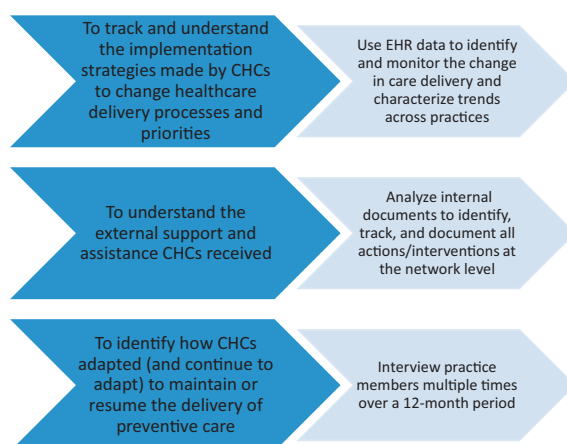 To track and understand
the implementation
strategies made by CHCs
to change healthcare
delivery processes and
priorities
Use EHR data to identify
and monitor the change
in care delivery and
characterize trends
across practices
To understand the
external support and
assistance CHCs received
Analyze internal
documents to identify,
track, and document all
actions/interventions at
the network level
To identify how CHCs
adapted (and continue to
adapt) to maintain or
resume the delivery of
preventive care
Interview practice
members multiple times
over a 12-month period